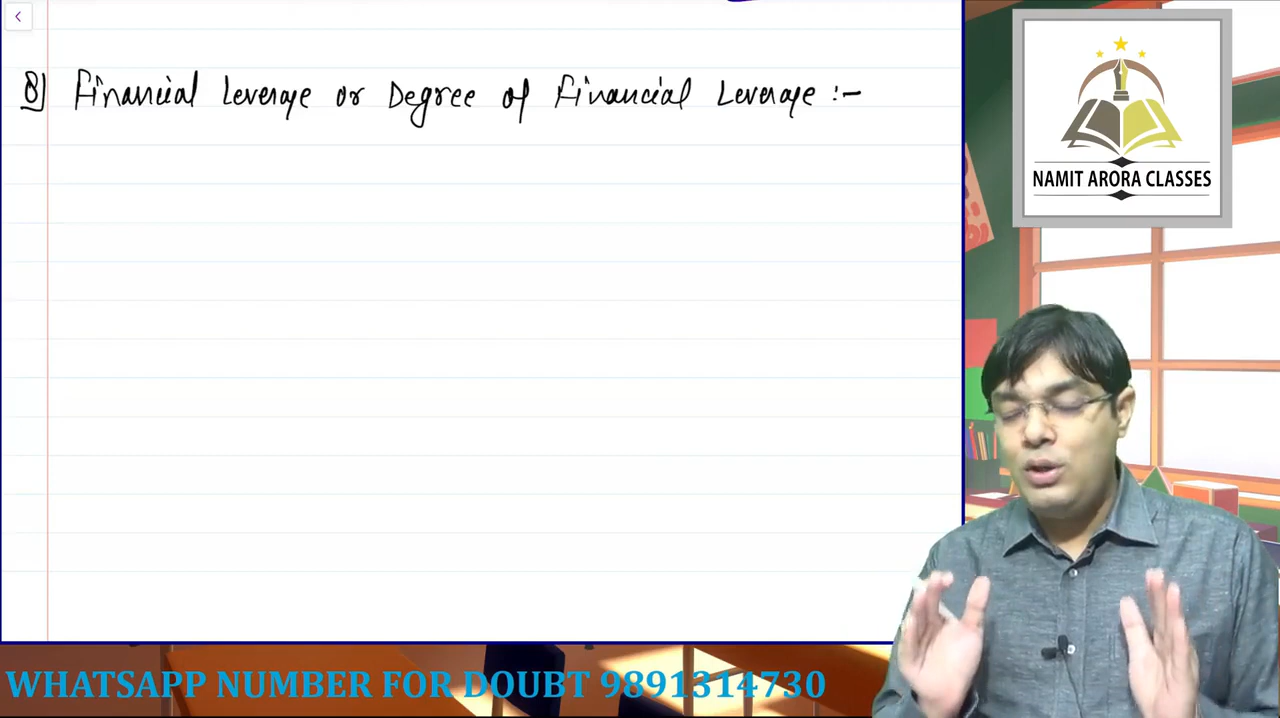 8] Financial Leverage or Degree of Financial Leverage :-
NAMIT ARORA CLASSES
WHATSAPP NUMBER FOR DOUBT 9891314730